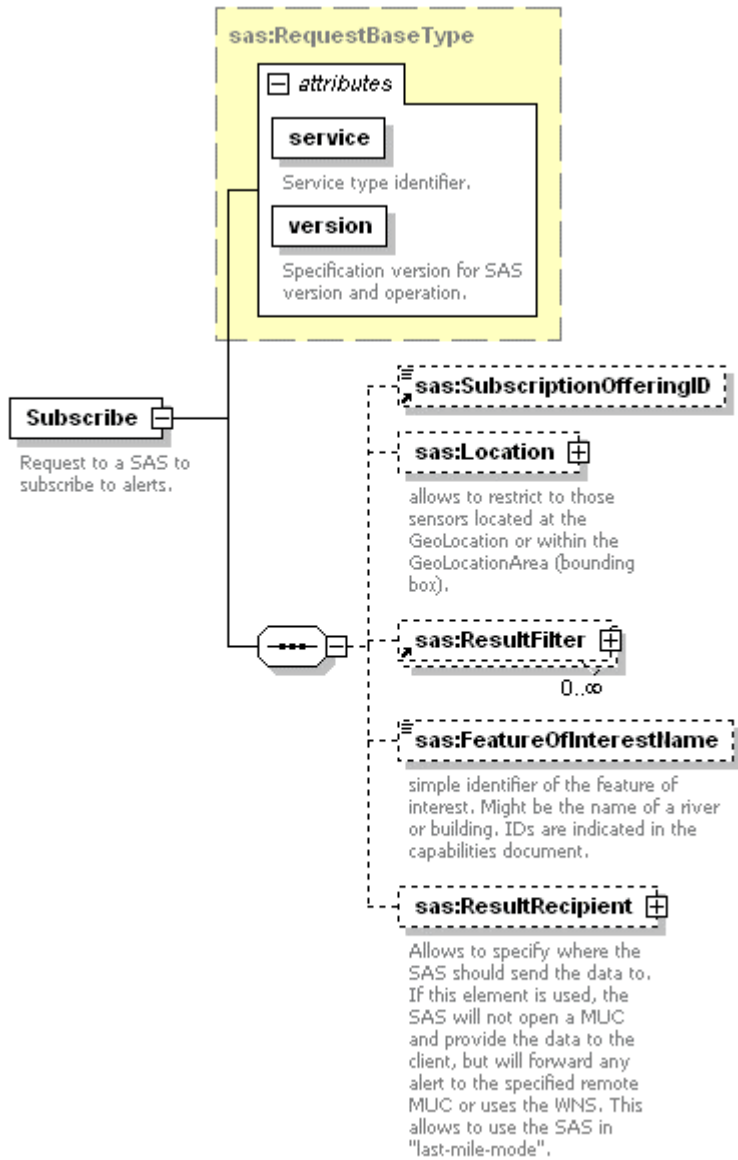 sas:RequestBaseType
attributes
service
Service type identifier.
version
Specification version for SAS
version and operation.
Subscribe
Request to a SAS to
subscribe to alerts.
sas:SubscriptionOfferingID
sas:Location
allows to restrict to those
sensors located at the
GeoLocation or within the
GeoLocationArea (bounding
box).
sas:ResultFilter
0..∞
sas:FeatureOfInterestName
simple identifier of the feature of
interest. Might be the name of a river
or building. IDs are indicated in the
capabilities document.
sas:ResultRecipient
Allows to specify where the
SAS should send the data to.
If this element is used, the
SAS will not open a MUC
and provide the data to the
client, but will forward any
alert to the specified remote
MUC or uses the WNS. This
allows to use the SAS in
"last-mile-mode".